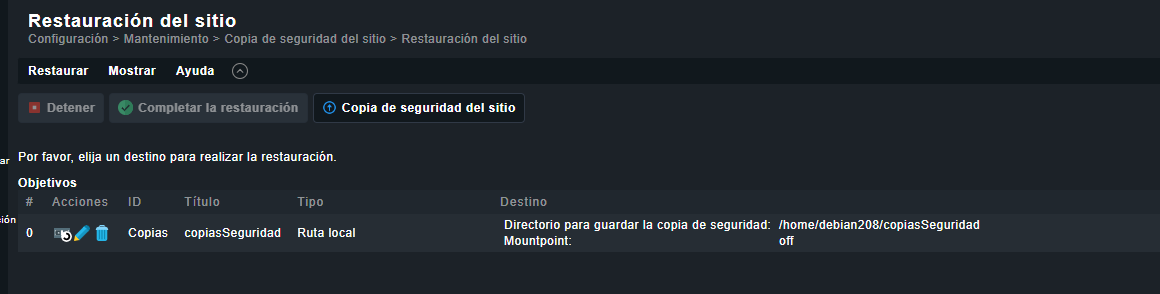 Restauración del sitio
Configuración > Mantenimiento > Copia de seguridad del sitio > Restauración del sitio
Restaurar Mostrar Ayuda
Detener Completar la restauración Copia de seguridad del sitio
ar
Por favor, elija un destino para realizar la restauración.
Objetivos
# Acciones ID Título Tipo Destino
sión
0 Copias copiasSeguridad Ruta local Directorio para guardar la copia de seguridad: /home/debian208/copiasSeguridad
Mountpoint: off